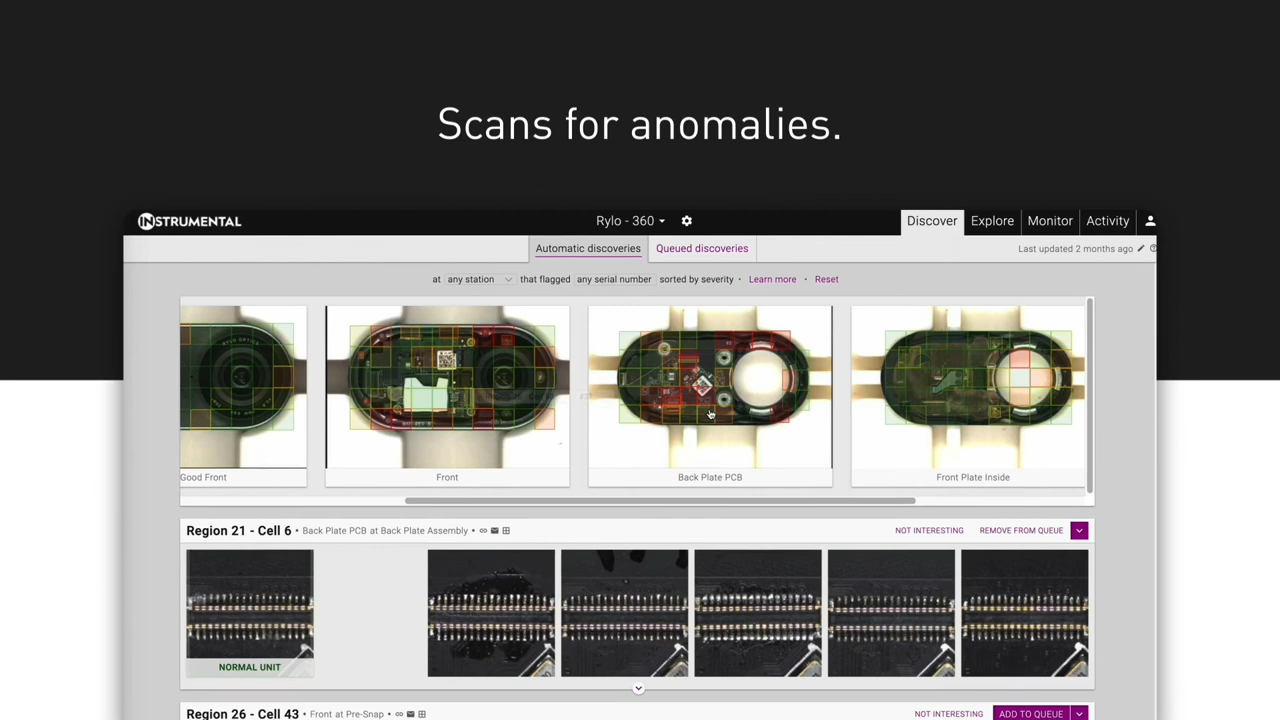 Scans for anomalies.
INSTRUMENTAL
Rylo - 360
Discover
Explore
Monitor
Activity
Automatic discoveries
Queued discoveries
Last updated 2 months ago
at any station that flagged any serial number sorted by severity · Learn more · Reset
Good Front
Front
Back Plate PCB
Front Plate Inside
Region 21 - Cell 6 • Back Plate PCB at Back Plate Assembly •
NOT INTERESTING
REMOVE FROM QUEUE
NORMAL UNIT
Region 26 - Cell 43 • Front at Pre-Snap •
NOT INTERESTING
ADD TO QUEUE